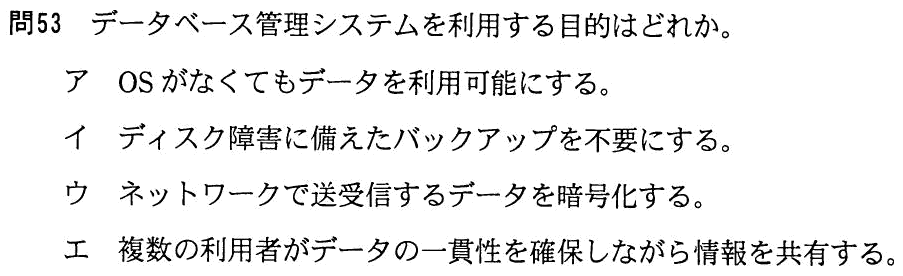 問53 データベース管理システムを利用する目的はどれか。
ア OSがなくてもデータを利用可能にする。
イ ディスク障害に備えたバックアップを不要にする。
ウ ネットワークで送受信するデータを暗号化する。
エ 複数の利用者がデータの一貫性を確保しながら情報を共有する。